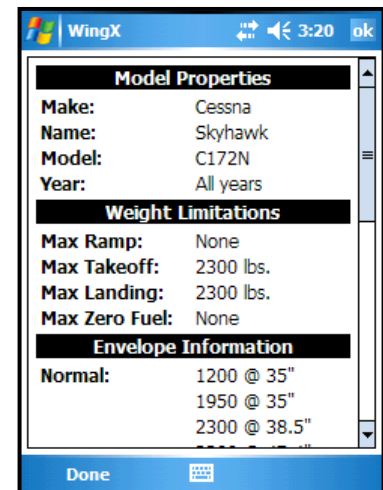 WingX 3:20 ok
Model Properties
Make: Cessna
Name: Skyhawk
Model: C172N
Year: All years
Weight Limitations
Max Ramp: None
Max Takeoff: 2300 lbs.
Max Landing: 2300 lbs.
Max Zero Fuel: None
Envelope Information
Normal: 1200 @ 35"
1950 @ 35"
2300 @ 38.5"
Done